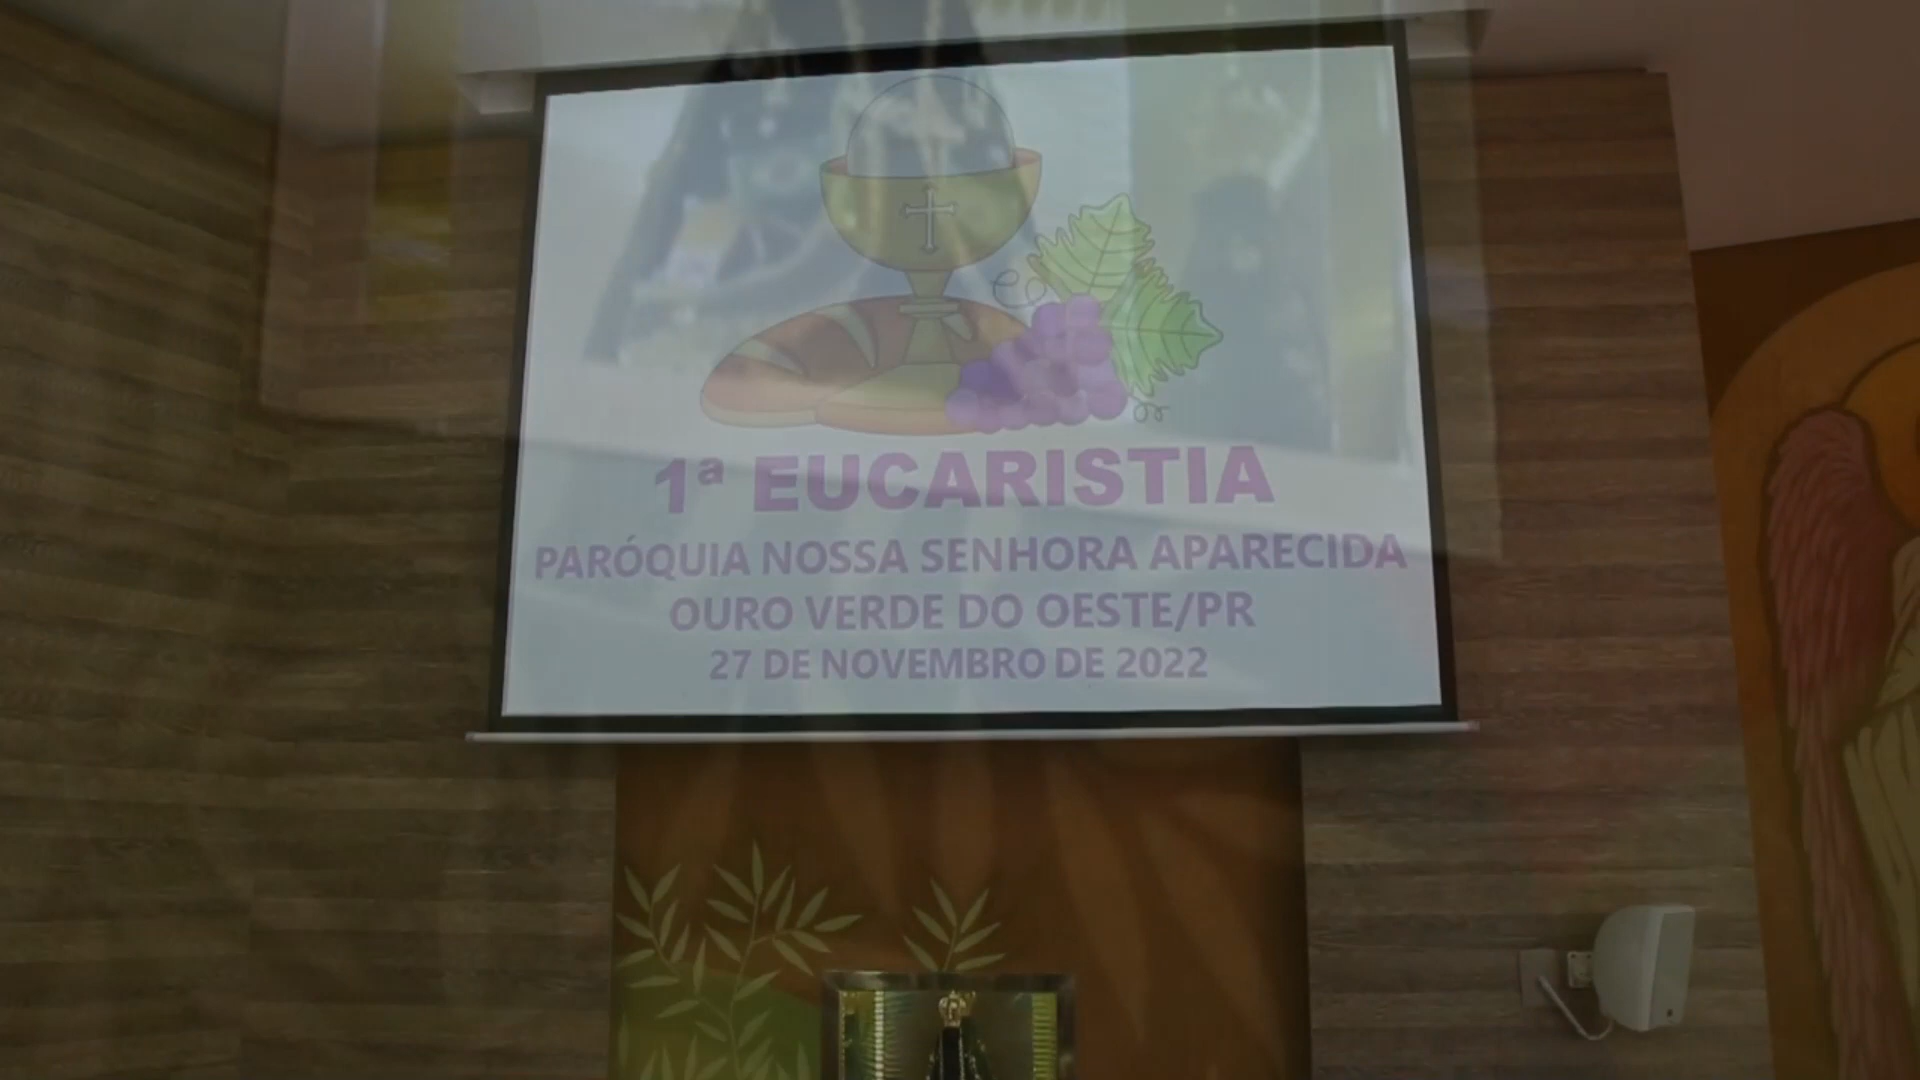 1ª EUCARISTIA
PARÓQUIA NOSSA SENHORA APARECIDA
OURO VERDE DO OESTE/PR
27 DE NOVEMBRO DE 2022